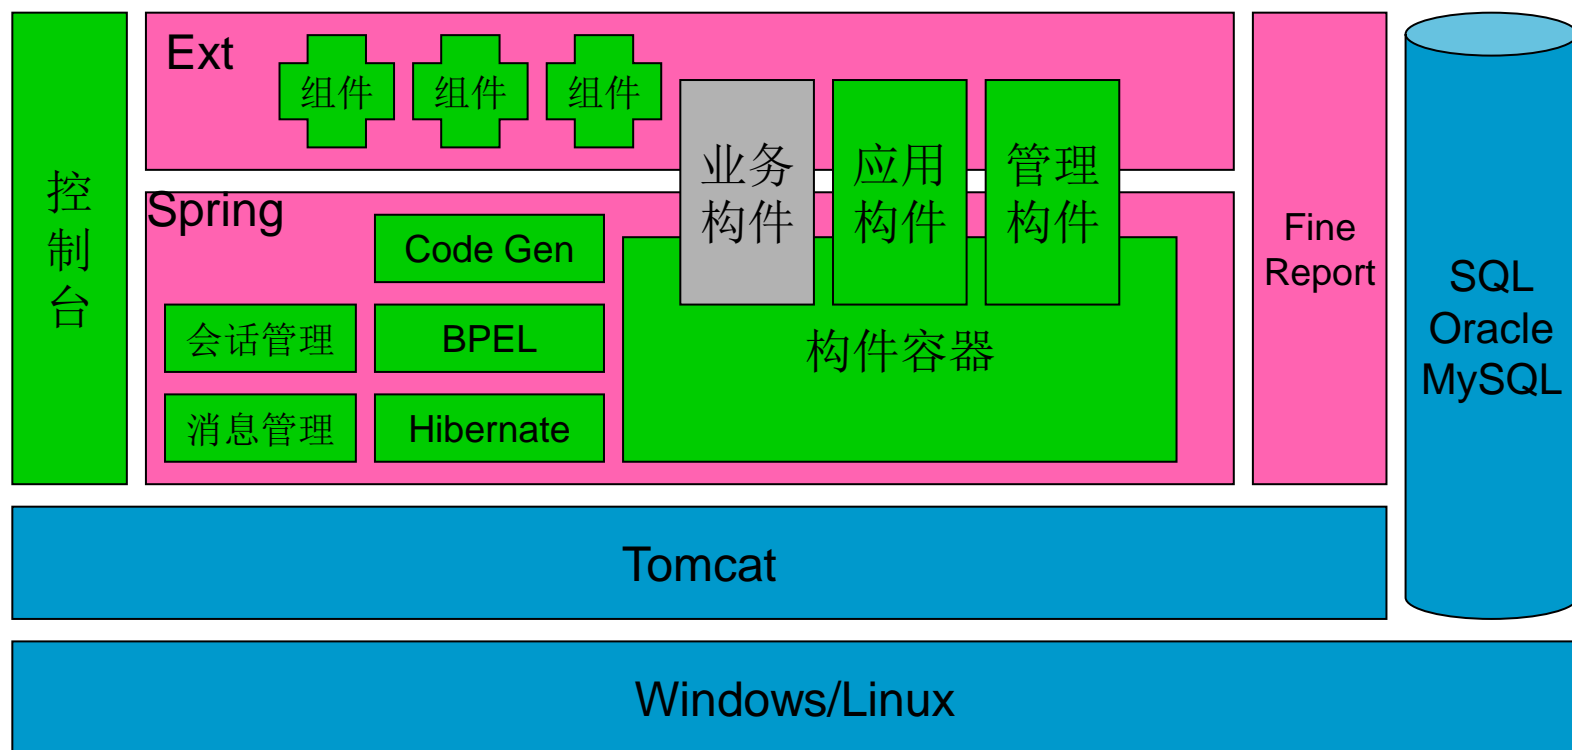 控
制
台
Ext
组件
组件
组件
业务
构件
应用
构件
管理
构件
Spring
Code Gen
会话管理
BPEL
消息管理
Hibernate
构件容器
Fine
Report
SQL
Oracle
MySQL
Tomcat
Windows/Linux